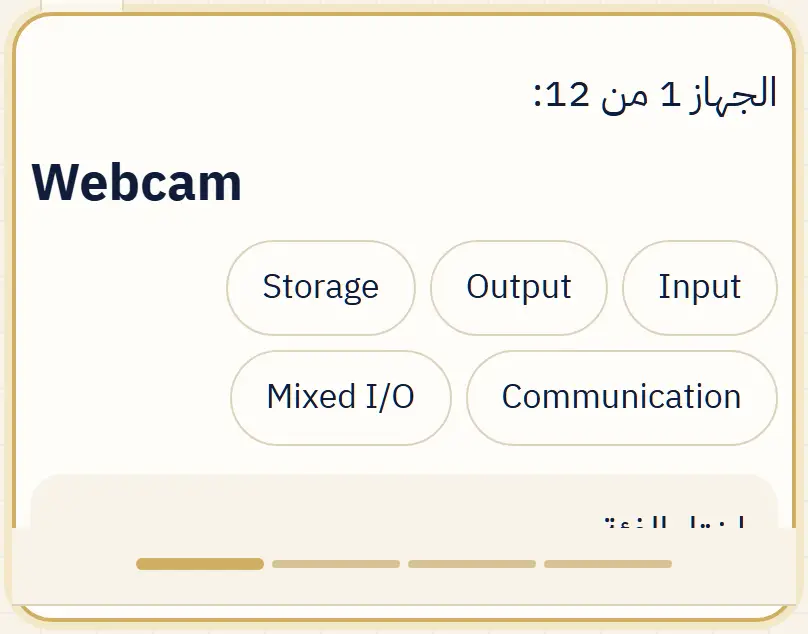 الجهاز 1 من 12:
Webcam
Input Output Storage
Communication Mixed I/O